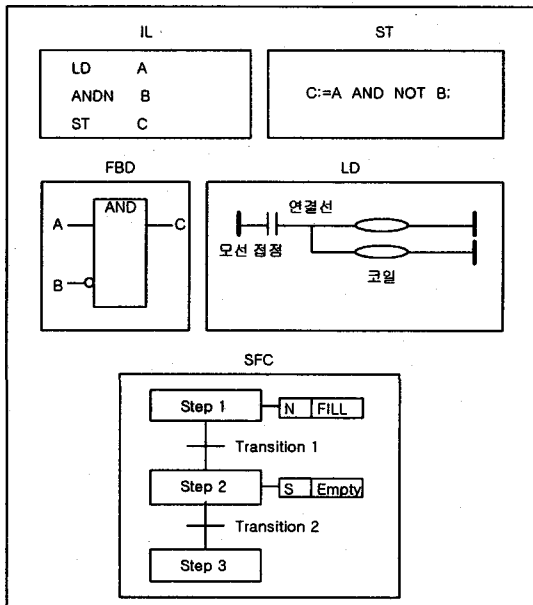 IL
LD A
ANDN B
ST C
ST
C:=A AND NOT B;
FBD
AND
A
C
B
LD
연결선
모선 접점
코일
SFC
Step 1
N FILL
Transition 1
Step 2
S Empty
Transition 2
Step 3